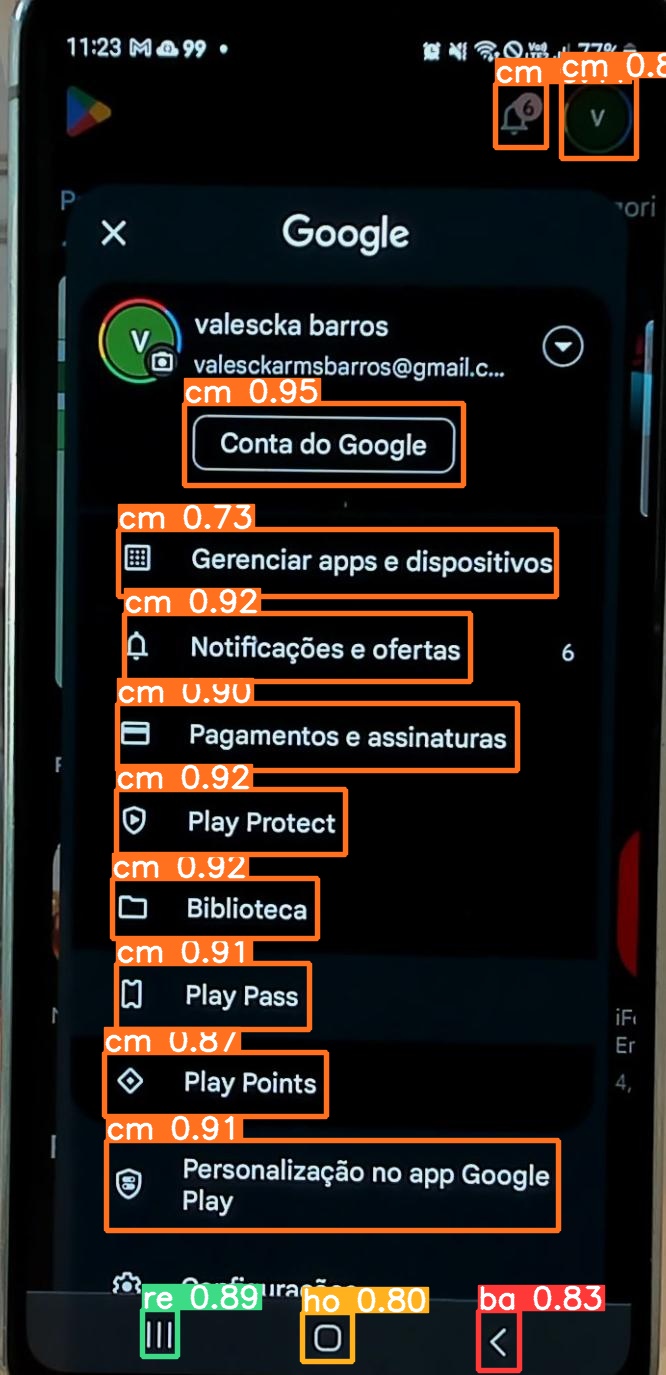 11:23 M 99 •
77%
cm cm 0.8
6 V
Google
V valescka barros
valesckarmsbarros@gmail.c...
cm 0.95
Conta do Google
cm 0.73
Gerenciar apps e dispositivos
cm 0.92
Notificações e ofertas 6
cm 0.90
Pagamentos e assinaturas
cm 0.92
Play Protect
cm 0.92
Biblioteca
cm 0.91
Play Pass
cm 0.87
Play Points
cm 0.91
Personalização no app Google
Play
Configurações
re 0.89 ho 0.80 ba 0.83